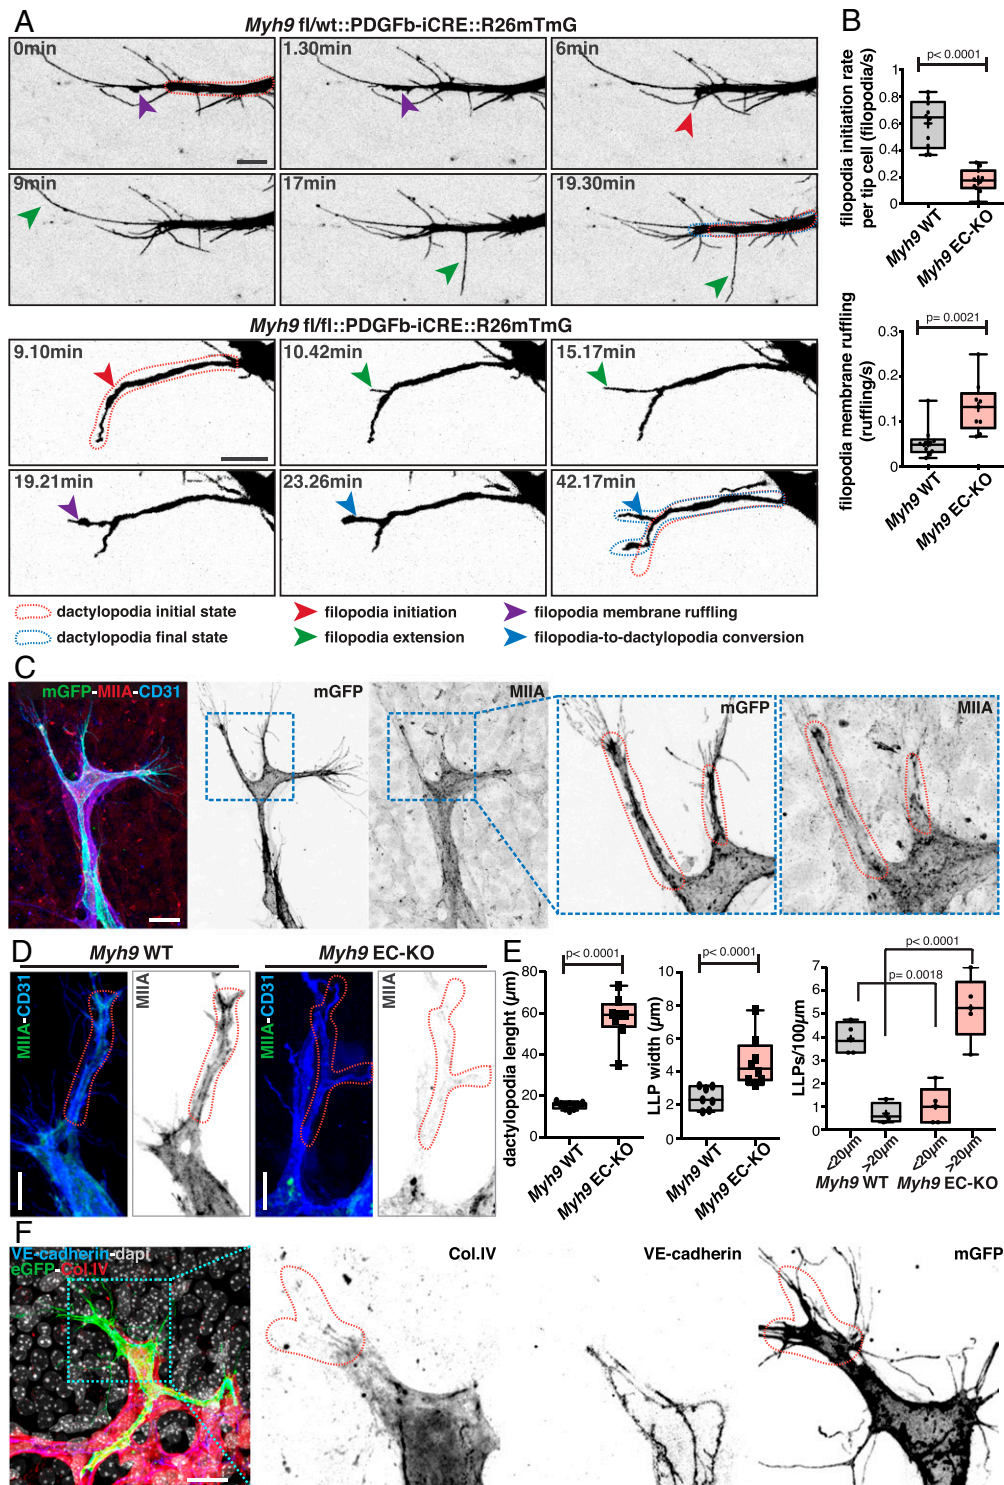 A
Myh9 fl/wt::PDGFb-iCRE::R26mTmG
0min
1.30min
6min
9min
17min
19.30min
Myh9 fl/fl::PDGFb-iCRE::R26mTmG
9.10min
10.42min
15.17min
19.21min
23.26min
42.17min
dactylopodia initial state
filopodia initiation
filopodia membrane ruffling
dactylopodia final state
filopodia extension
filopodia-to-dactylopodia conversion
B
p< 0.0001
filopodia initiation rate
per tip cell (filopodia/s)
1
0.8
0.6
0.4
0.2
0
Myh9 WT
Myh9 EC-KO
p= 0.0021
filopodia membrane ruffling
(ruffling/s)
0.3
0.2
0.1
0
Myh9 WT
Myh9 EC-KO
C
mGFP-MIIA-CD31
mGFP
MIIA
mGFP
MIIA
D
Myh9 WT
Myh9 EC-KO
MIIA-CD31
MIIA
MIIA-CD31
MIIA
E
p< 0.0001
dactylopodia lenght (µm)
80
60
40
20
0
Myh9 WT
Myh9 EC-KO
p< 0.0001
LLP width (µm)
10
8
6
4
2
0
Myh9 WT
Myh9 EC-KO
p< 0.0001
p= 0.0018
LLPs/100µm
7
6
5
4
3
2
1
0
<20µm
>20µm
<20µm
>20µm
Myh9 WT
Myh9 EC-KO
F
VE-cadherin-dapi
eGFP-Col.IV
Col.IV
VE-cadherin
mGFP